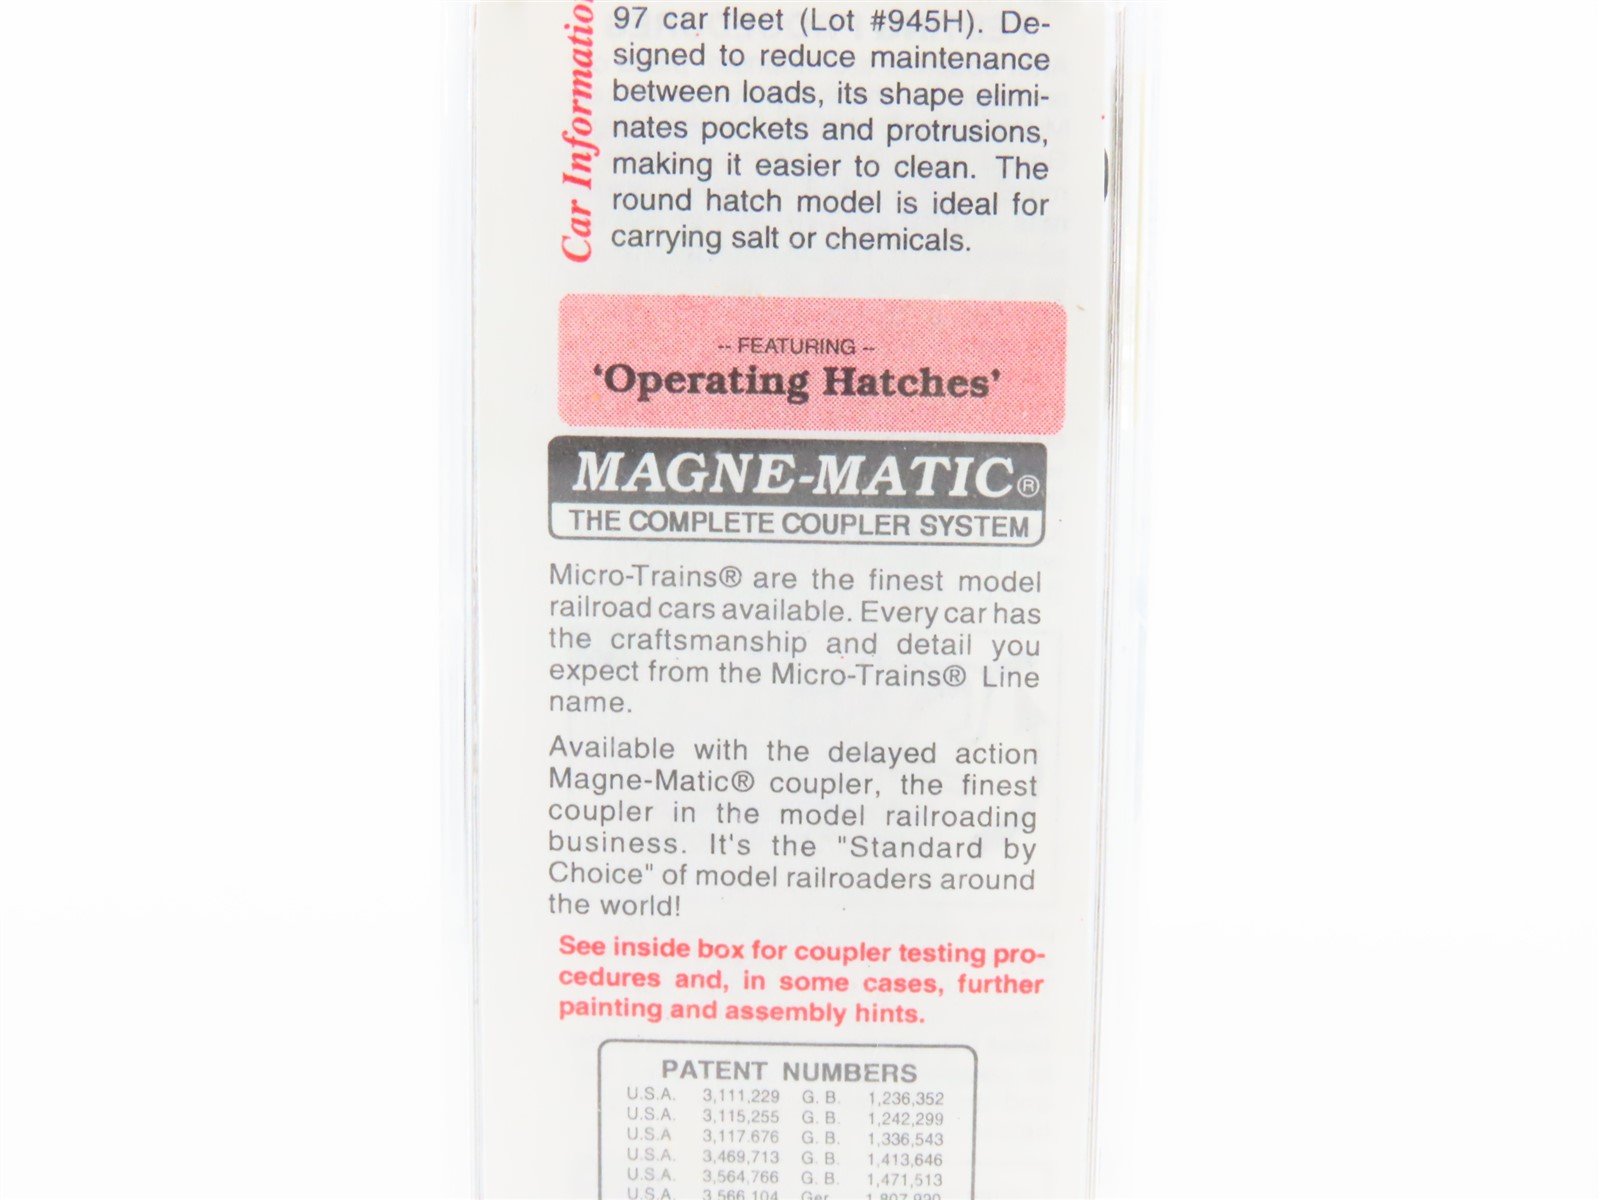 Car Informatio
97 car fleet (Lot #945H). De-
signed to reduce maintenance
between loads, its shape elimi-
nates pockets and protrusions,
making it easier to clean. The
round hatch model is ideal for
carrying salt or chemicals.
-- FEATURING --
'Operating Hatches'
MAGNE-MATIC®
THE COMPLETE COUPLER SYSTEM
Micro-Trains® are the finest model
railroad cars available. Every car has
the craftsmanship and detail you
expect from the Micro-Trains® Line
name.
Available with the delayed action
Magne-Matic® coupler, the finest
coupler in the model railroading
business. It's the "Standard by
Choice" of model railroaders around
the world!
See inside box for coupler testing pro-
cedures and, in some cases, further
painting and assembly hints.
PATENT NUMBERS
U.S.A. 3,111,229 G. B. 1,236,352
U.S.A. 3,115,255 G. B. 1,242,299
U.S.A 3,117.676 G. B. 1,336,543
U.S.A. 3,469,713 G. B. 1,413,646
U.S.A. 3,564,766 G. B. 1,471,513
U.S.A. 3,566,104 Ger.